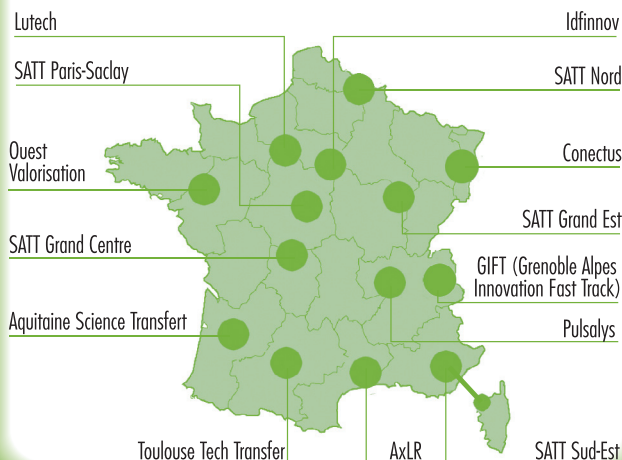 Lutech
Idfinnov
SATT Paris-Saclay
SATT Nord
Ouest
Valorisation
Conectus
SATT Grand Est
SATT Grand Centre
GIFT (Grenoble Alpes
Innovation Fast Track)
Aquitaine Science Transfert
Pulsalys
Toulouse Tech Transfer
AxLR
SATT Sud-Est